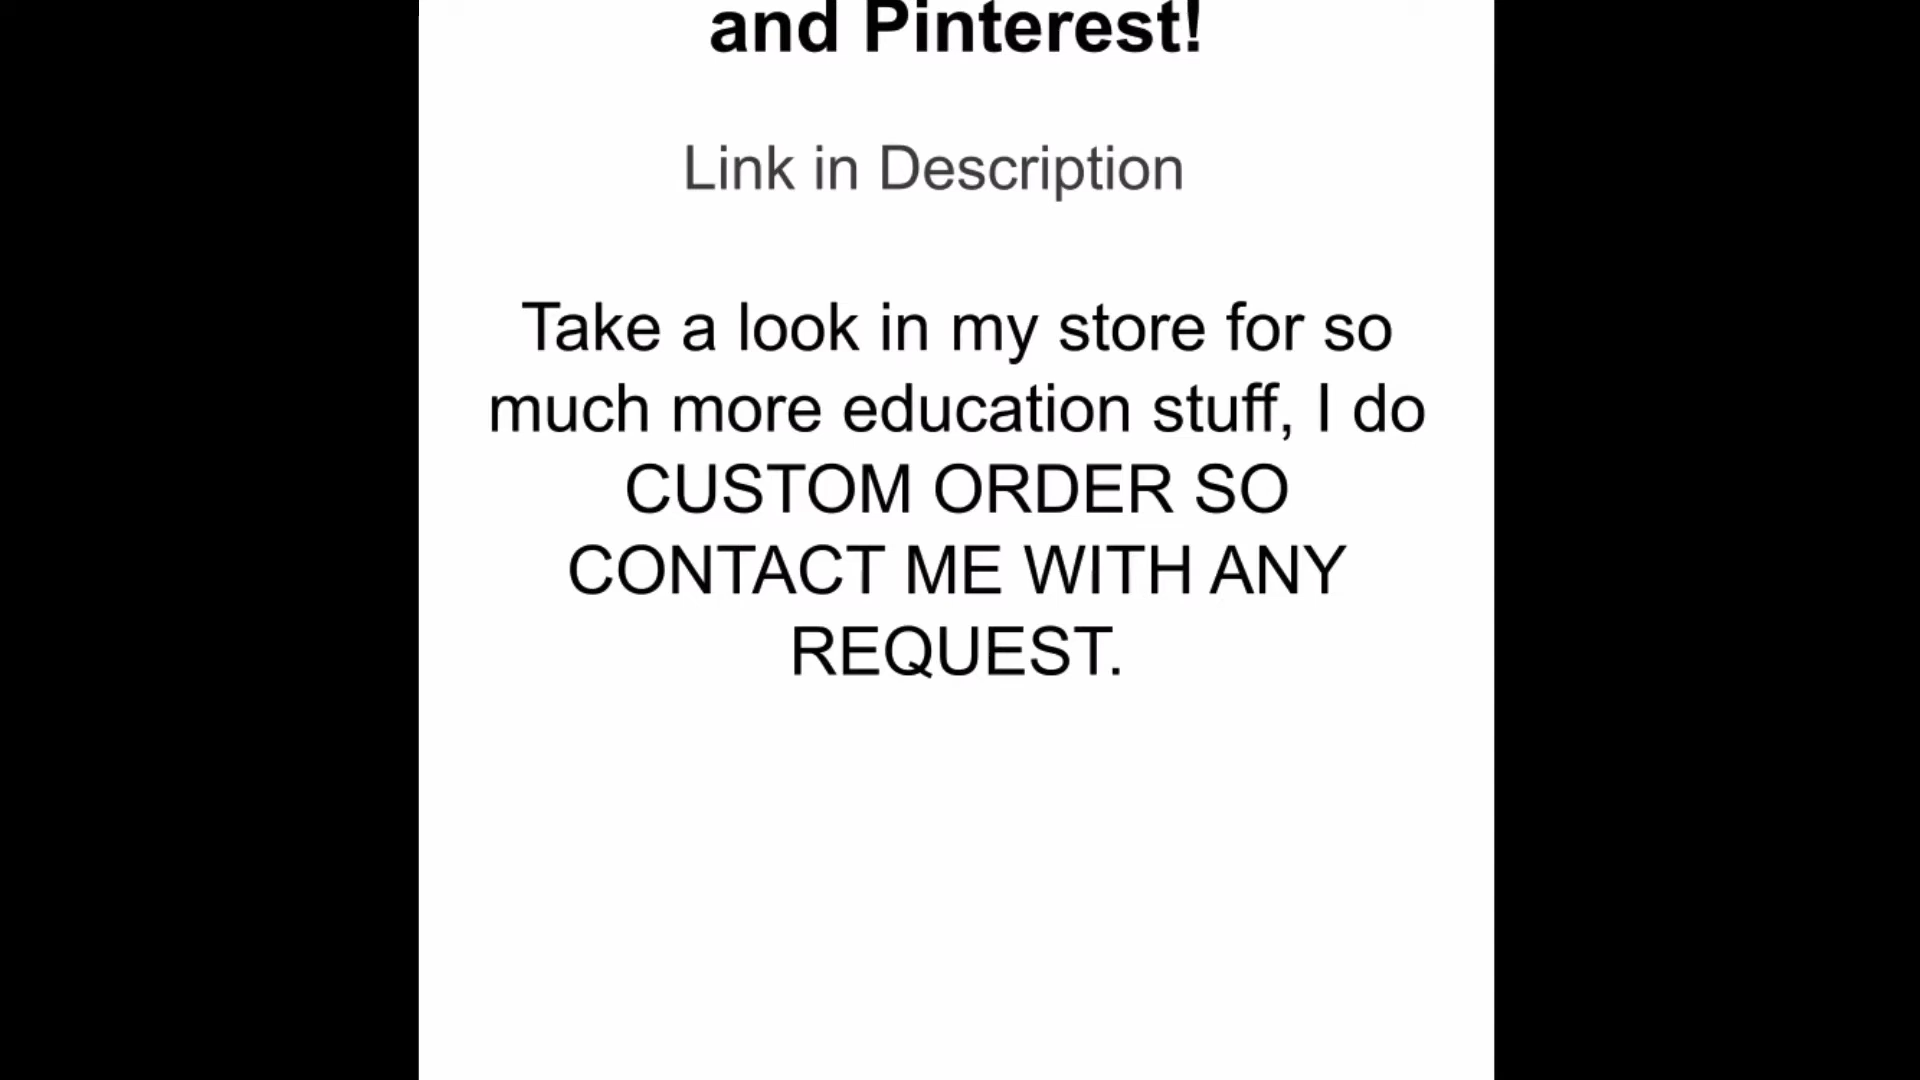 and Pinterest!
Link in Description
Take a look in my store for so
much more education stuff, I do
CUSTOM ORDER SO
CONTACT ME WITH ANY
REQUEST.